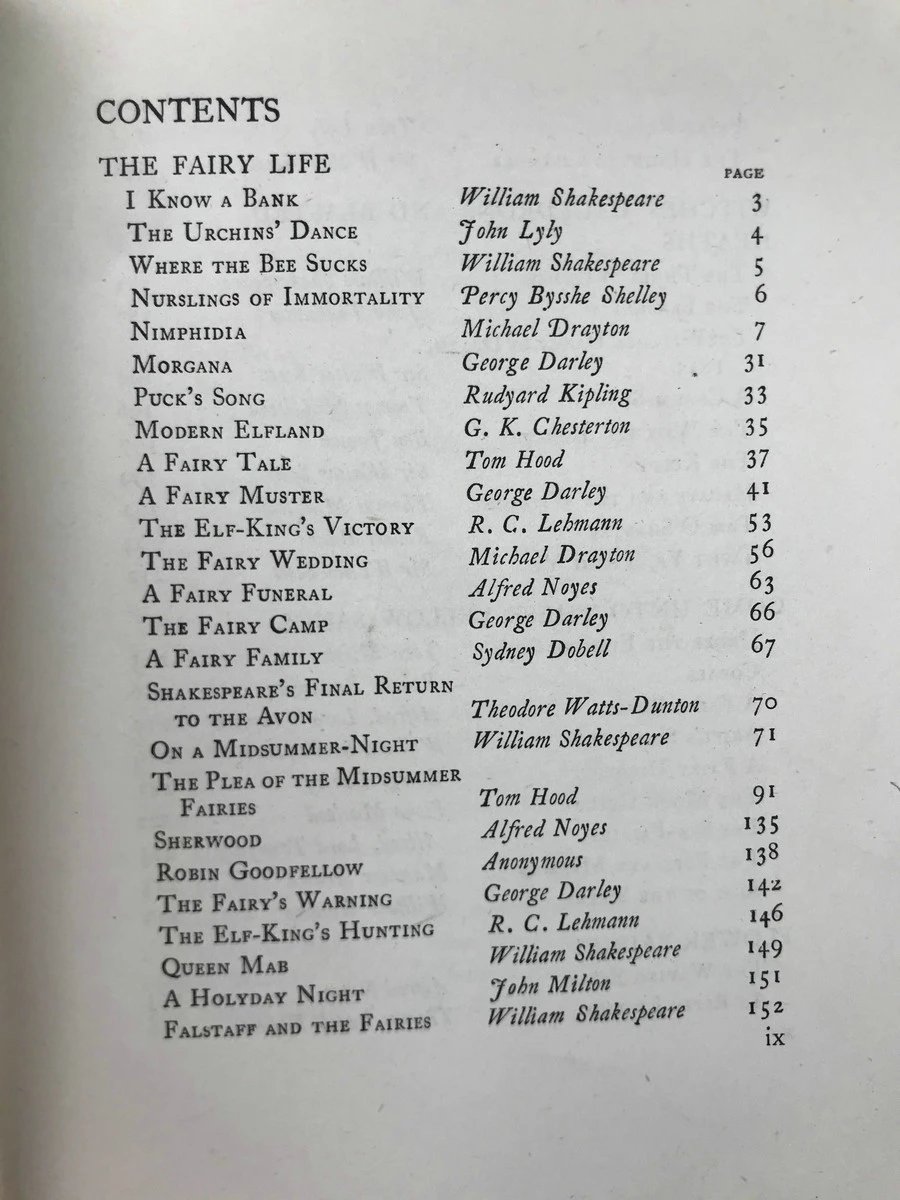 CONTENTS
THE FAIRY LIFE
PAGE
I Know a Bank William Shakespeare 3
The Urchins' Dance John Lyly 4
Where the Bee Sucks William Shakespeare 5
Nurslings of Immortality Percy Bysshe Shelley 6
Nimphidia Michael Drayton 7
Morgana George Darley 31
Puck's Song Rudyard Kipling 33
Modern Elfland G. K. Chesterton 35
A Fairy Tale Tom Hood 37
A Fairy Muster George Darley 41
The Elf-King's Victory R. C. Lehmann 53
The Fairy Wedding Michael Drayton 56
A Fairy Funeral Alfred Noyes 63
The Fairy Camp George Darley 66
A Fairy Family Sydney Dobell 67
Shakespeare's Final Return
to the Avon Theodore Watts-Dunton 70
On a Midsummer-Night William Shakespeare 71
The Plea of the Midsummer
Fairies Tom Hood 91
Sherwood Alfred Noyes 135
Robin Goodfellow Anonymous 138
The Fairy's Warning George Darley 142
The Elf-King's Hunting R. C. Lehmann 146
Queen Mab William Shakespeare 149
A Holyday Night John Milton 151
Falstaff and the Fairies William Shakespeare 152
ix